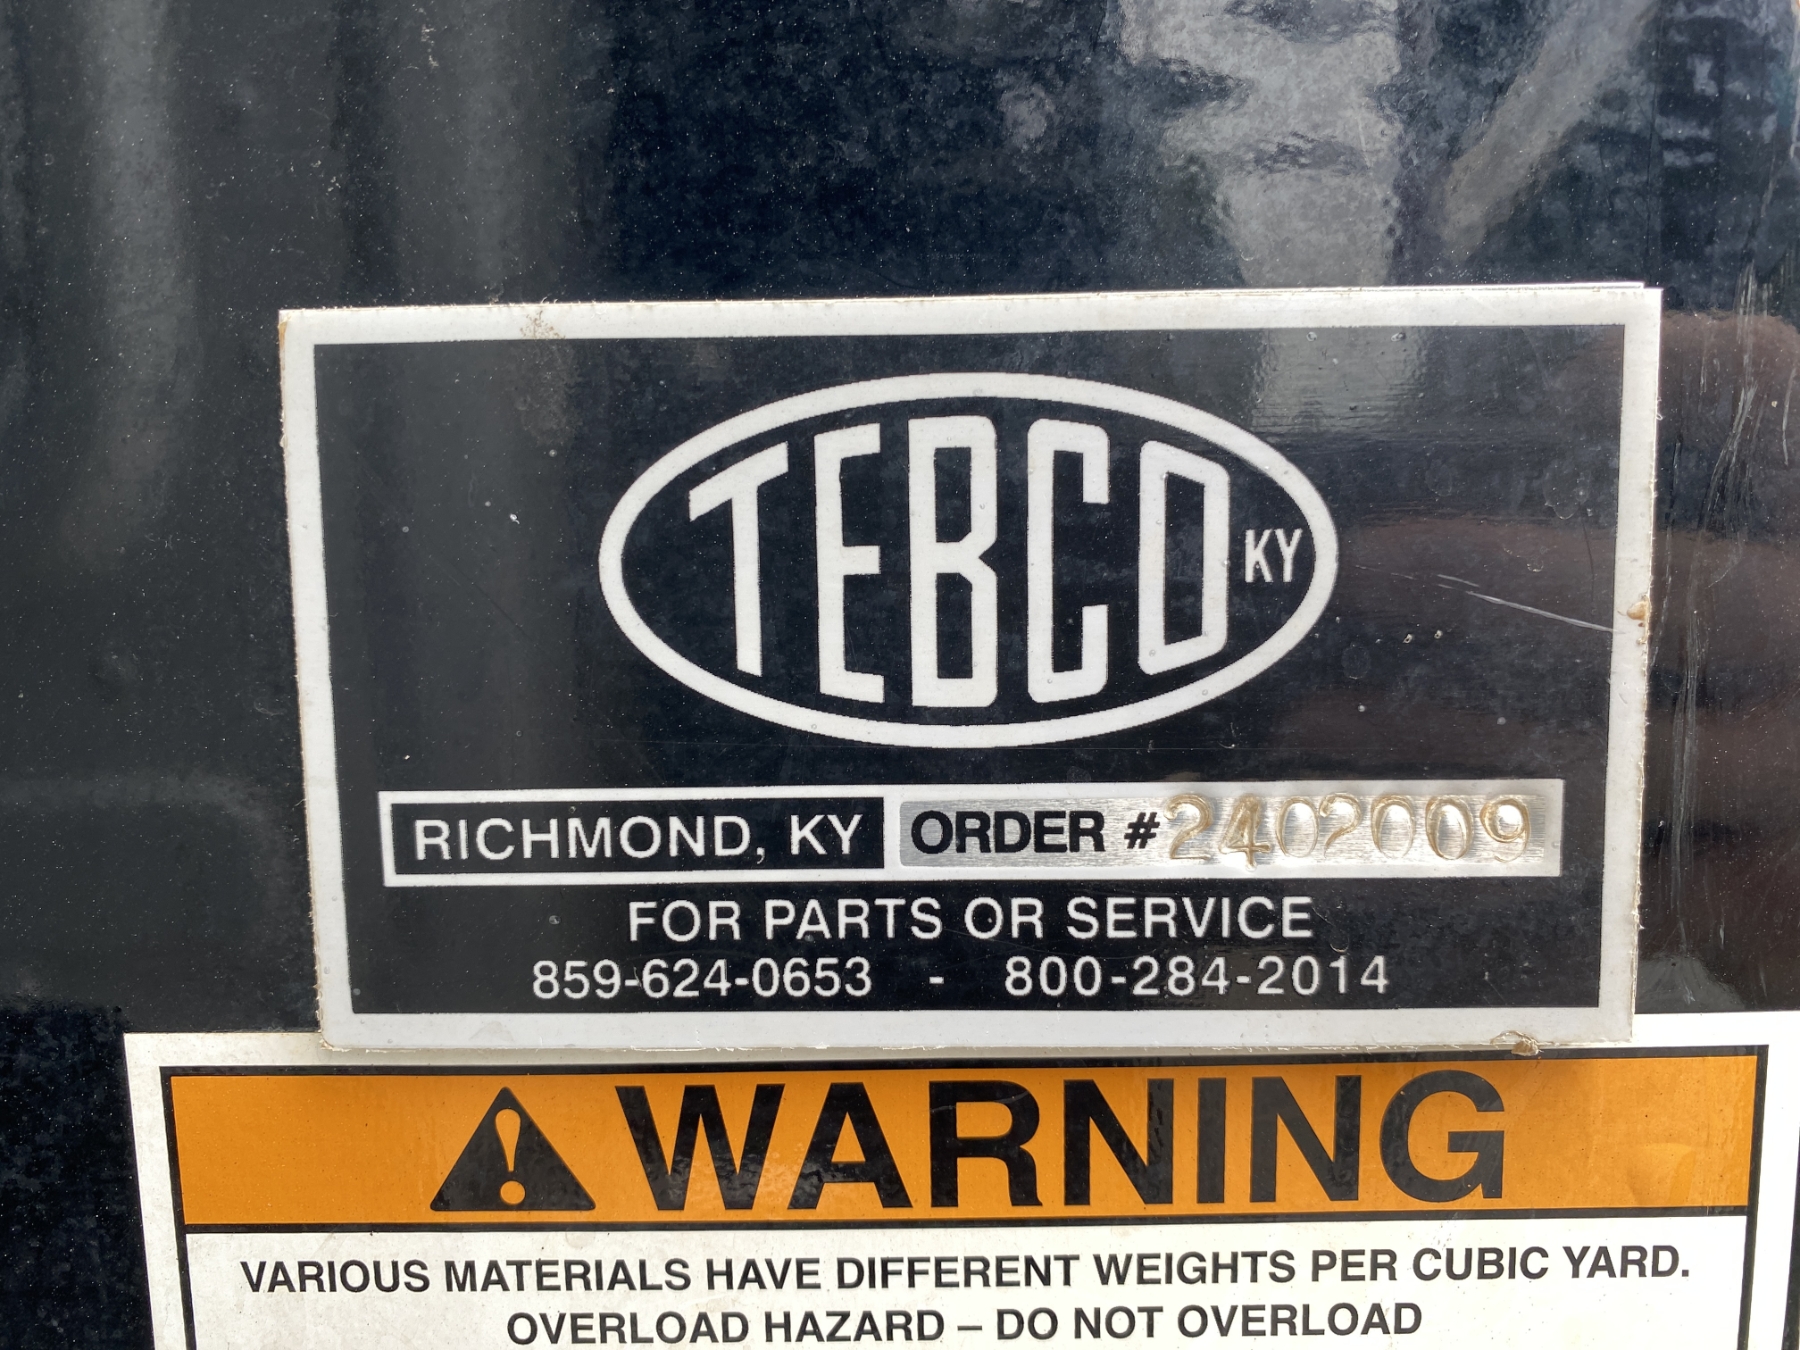 TEBCO KY
RICHMOND, KY ORDER #2402009
FOR PARTS OR SERVICE
859-624-0653 - 800-284-2014
WARNING
VARIOUS MATERIALS HAVE DIFFERENT WEIGHTS PER CUBIC YARD.
OVERLOAD HAZARD – DO NOT OVERLOAD